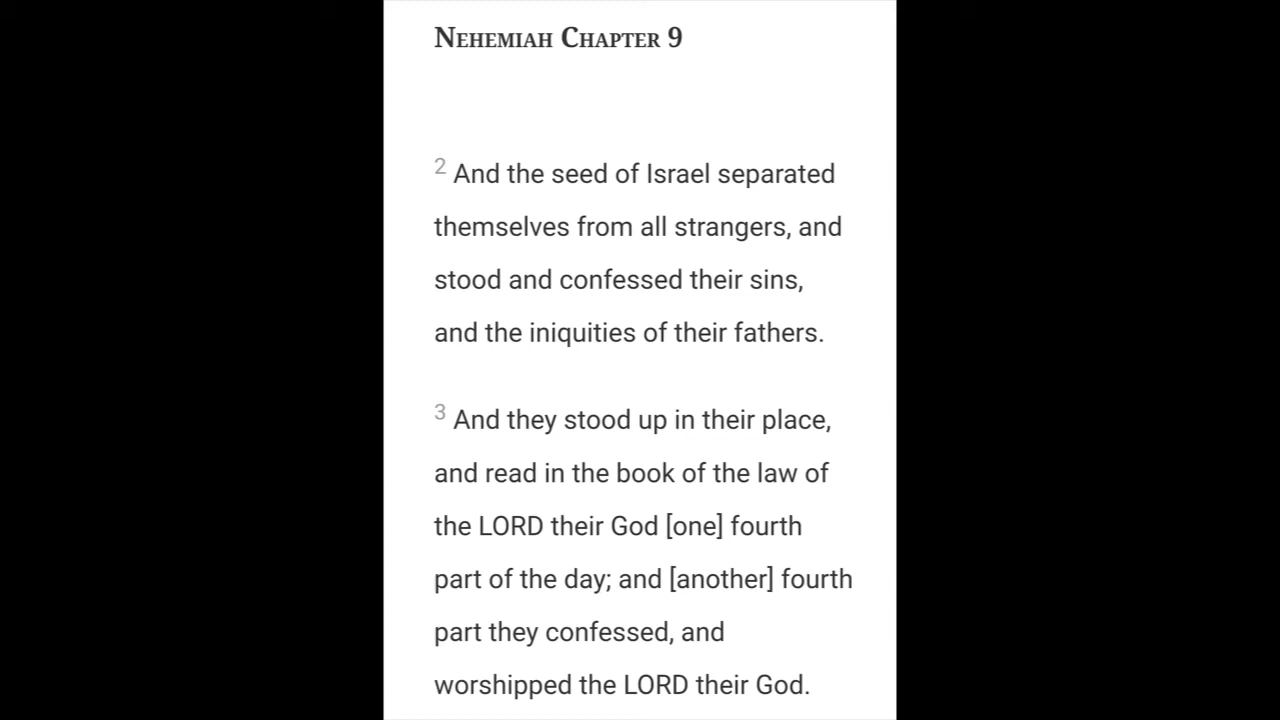 Nehemiah Chapter 9
2 And the seed of Israel separated
themselves from all strangers, and
stood and confessed their sins,
and the iniquities of their fathers.
3 And they stood up in their place,
and read in the book of the law of
the LORD their God [one] fourth
part of the day; and [another] fourth
part they confessed, and
worshipped the LORD their God.